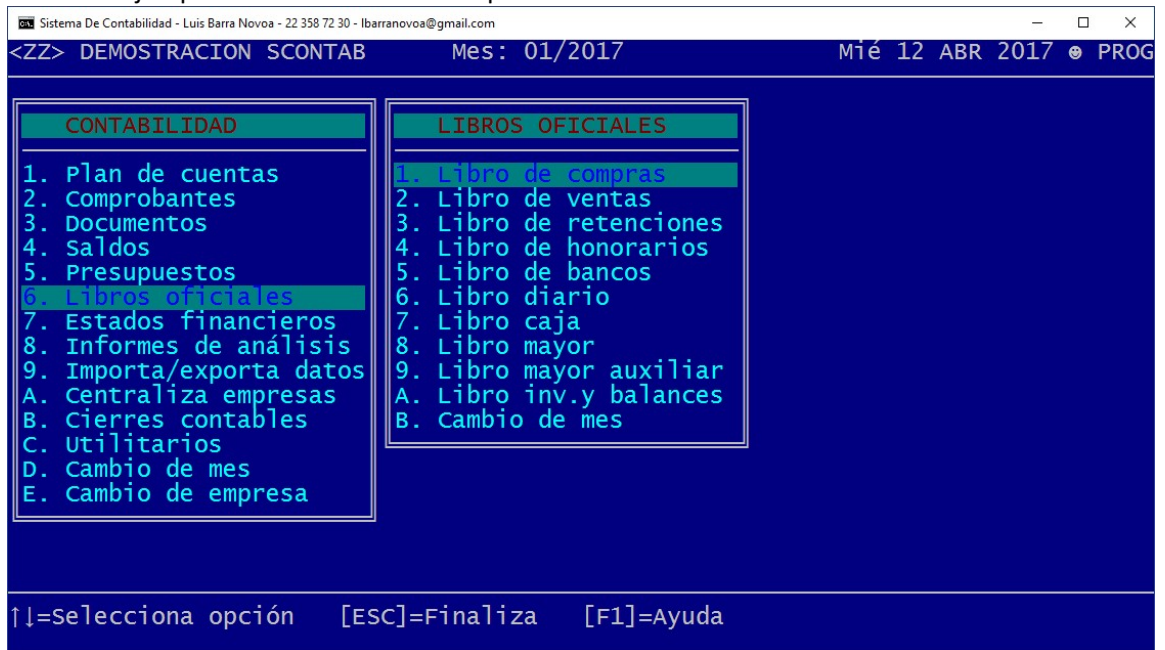 Sistema De Contabilidad - Luis Barra Novoa - 22 358 72 30 - lbarranovoa@gmail.com
<ZZ> DEMOSTRACION SCONTAB Mes: 01/2017 Mié 12 ABR 2017 ☻ PROG
CONTABILIDAD
1. Plan de cuentas
2. Comprobantes
3. Documentos
4. Saldos
5. Presupuestos
6. Libros oficiales
7. Estados financieros
8. Informes de análisis
9. Importa/exporta datos
A. Centraliza empresas
B. Cierres contables
C. Utilitarios
D. Cambio de mes
E. Cambio de empresa
LIBROS OFICIALES
1. Libro de compras
2. Libro de ventas
3. Libro de retenciones
4. Libro de honorarios
5. Libro de bancos
6. Libro diario
7. Libro caja
8. Libro mayor
9. Libro mayor auxiliar
A. Libro inv.y balances
B. Cambio de mes
↑↓=Selecciona opción [ESC]=Finaliza [F1]=Ayuda